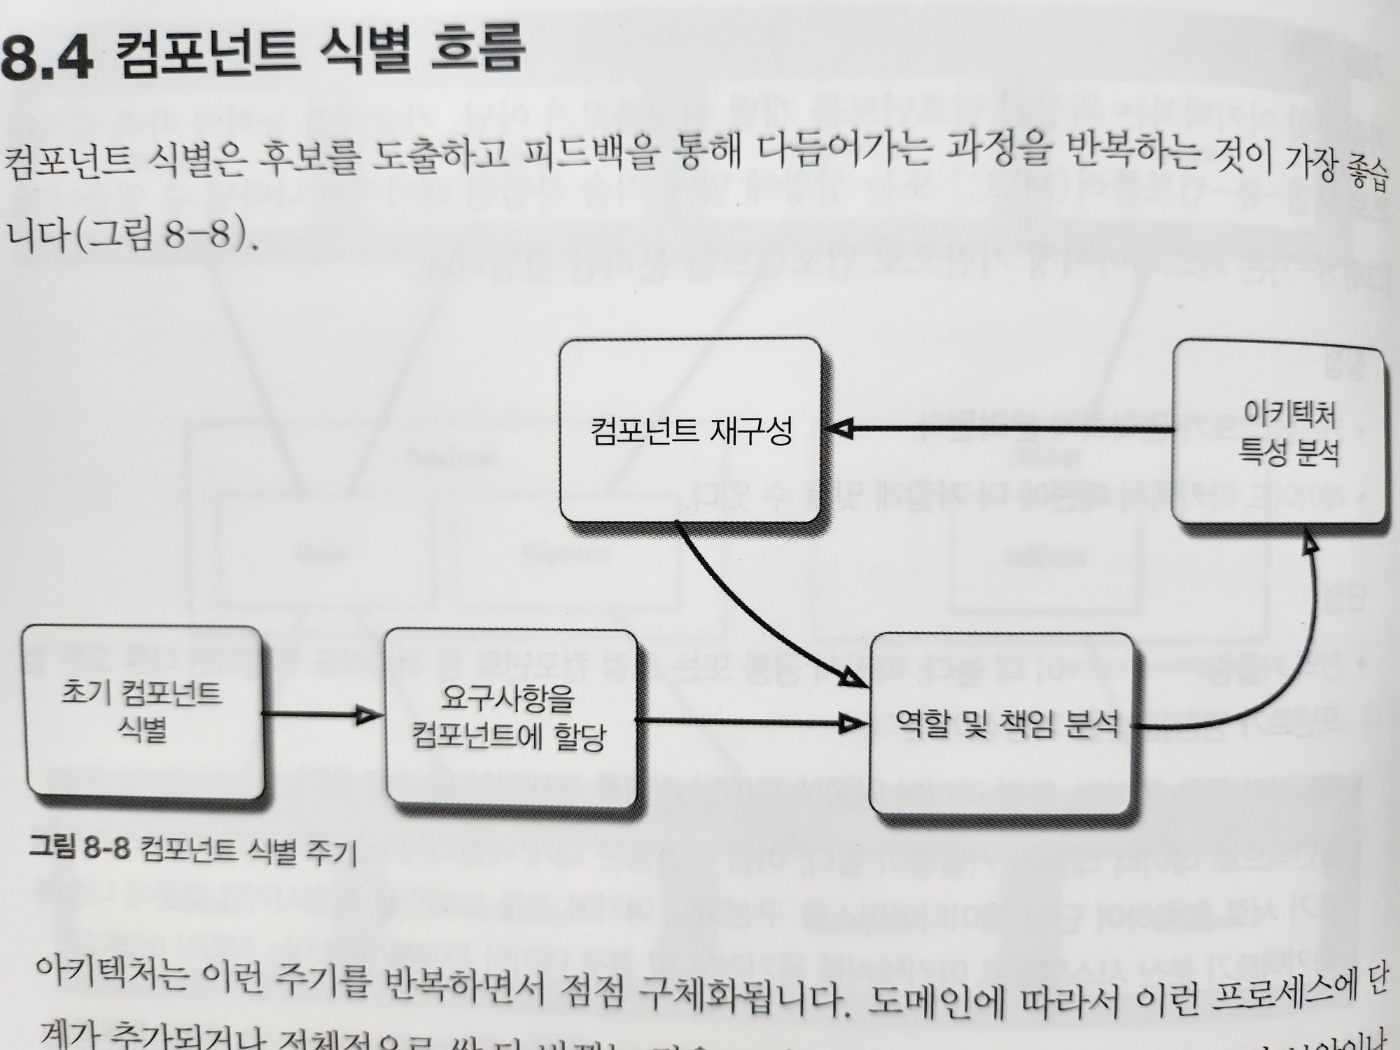 8.4 컴포넌트 식별 흐름
컴포넌트 식별은 후보를 도출하고 피드백을 통해 다듬어가는 과정을 반복하는 것이 가장 좋습
니다(그림 8-8).
컴포넌트 재구성
아키텍처
특성 분석
초기 컴포넌트
식별
요구사항을
컴포넌트에 할당
역할 및 책임 분석
그림 8-8 컴포넌트 식별 주기
아키텍처는 이런 주기를 반복하면서 점점 구체화됩니다. 도메인에 따라서 이런 프로세스에 단
계가 추가되거나 전체적으로